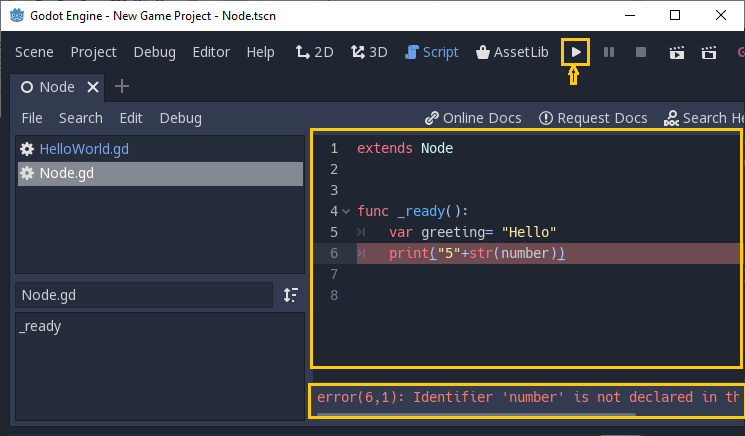 Godot Engine - New Game Project - Node.tscn
Scene Project Debug Editor Help 2D 3D Script AssetLib
Node
File Search Edit Debug Online Docs Request Docs Search He
HelloWorld.gd
Node.gd
Node.gd
_ready
1 extends Node
2
3
4 func _ready():
5 var greeting= "Hello"
6 print("5"+str(number))
7
8
error(6,1): Identifier 'number' is not declared in th